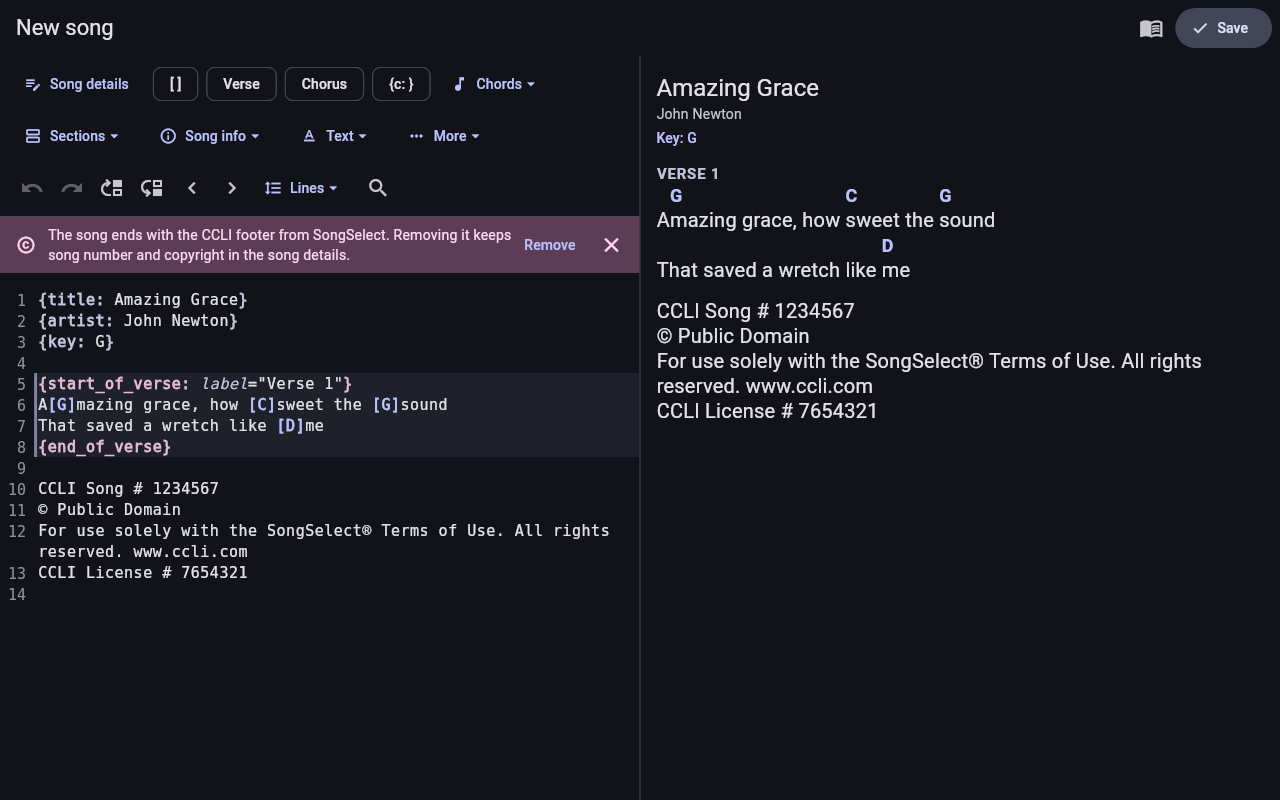 New song
Save
Song details
[ ]
Verse
Chorus
{c: }
Chords
Sections
Song info
Text
More
Lines
The song ends with the CCLI footer from SongSelect. Removing it keeps
song number and copyright in the song details.
Remove
1 {title: Amazing Grace}
2 {artist: John Newton}
3 {key: G}
4
5 {start_of_verse: label="Verse 1"}
6 A[G]mazing grace, how [C]sweet the [G]sound
7 That saved a wretch like [D]me
8 {end_of_verse}
9
10 CCLI Song # 1234567
11 © Public Domain
12 For use solely with the SongSelect® Terms of Use. All rights
reserved. www.ccli.com
13 CCLI License # 7654321
14
Amazing Grace
John Newton
Key: G
VERSE 1
G C G
Amazing grace, how sweet the sound
D
That saved a wretch like me
CCLI Song # 1234567
© Public Domain
For use solely with the SongSelect® Terms of Use. All rights
reserved. www.ccli.com
CCLI License # 7654321